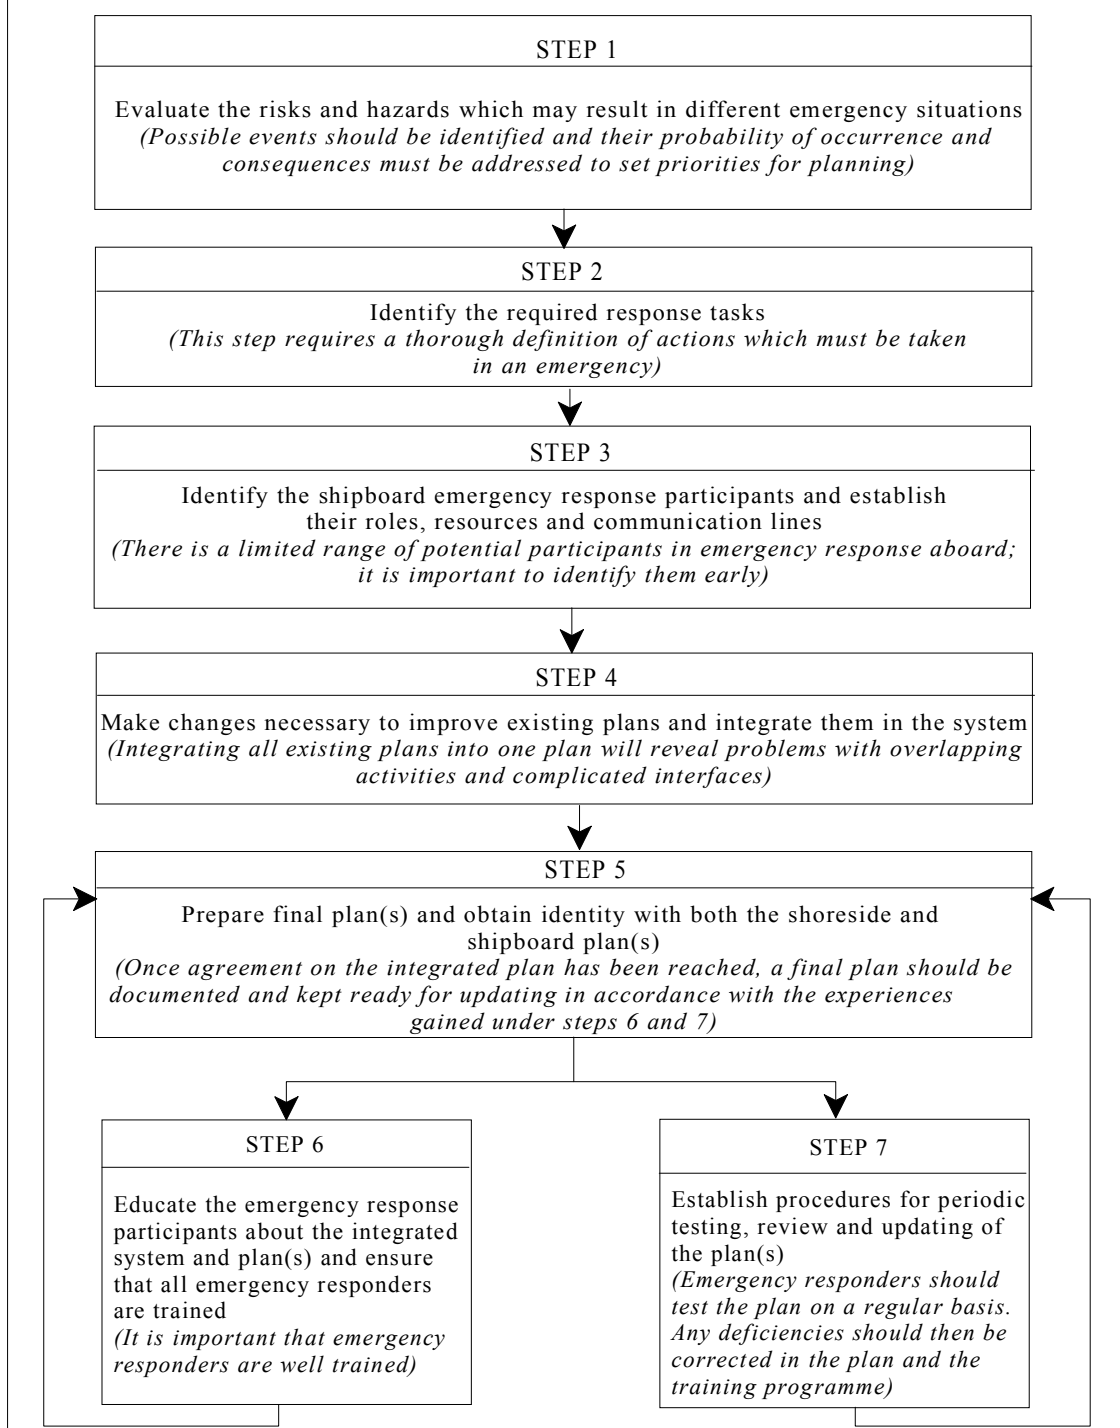 STEP 1
Evaluate the risks and hazards which may result in different emergency situations
(Possible events should be identified and their probability of occurrence and
consequences must be addressed to set priorities for planning)
STEP 2
Identify the required response tasks
(This step requires a thorough definition of actions which must be taken
in an emergency)
STEP 3
Identify the shipboard emergency response participants and establish
their roles, resources and communication lines
(There is a limited range of potential participants in emergency response aboard;
it is important to identify them early)
STEP 4
Make changes necessary to improve existing plans and integrate them in the system
(Integrating all existing plans into one plan will reveal problems with overlapping
activities and complicated interfaces)
STEP 5
Prepare final plan(s) and obtain identity with both the shoreside and
shipboard plan(s)
(Once agreement on the integrated plan has been reached, a final plan should be
documented and kept ready for updating in accordance with the experiences
gained under steps 6 and 7)
STEP 6
Educate the emergency response
participants about the integrated
system and plan(s) and ensure
that all emergency responders
are trained
(It is important that emergency
responders are well trained)
STEP 7
Establish procedures for periodic
testing, review and updating of
the plan(s)
(Emergency responders should
test the plan on a regular basis.
Any deficiencies should then be
corrected in the plan and the
training programme)